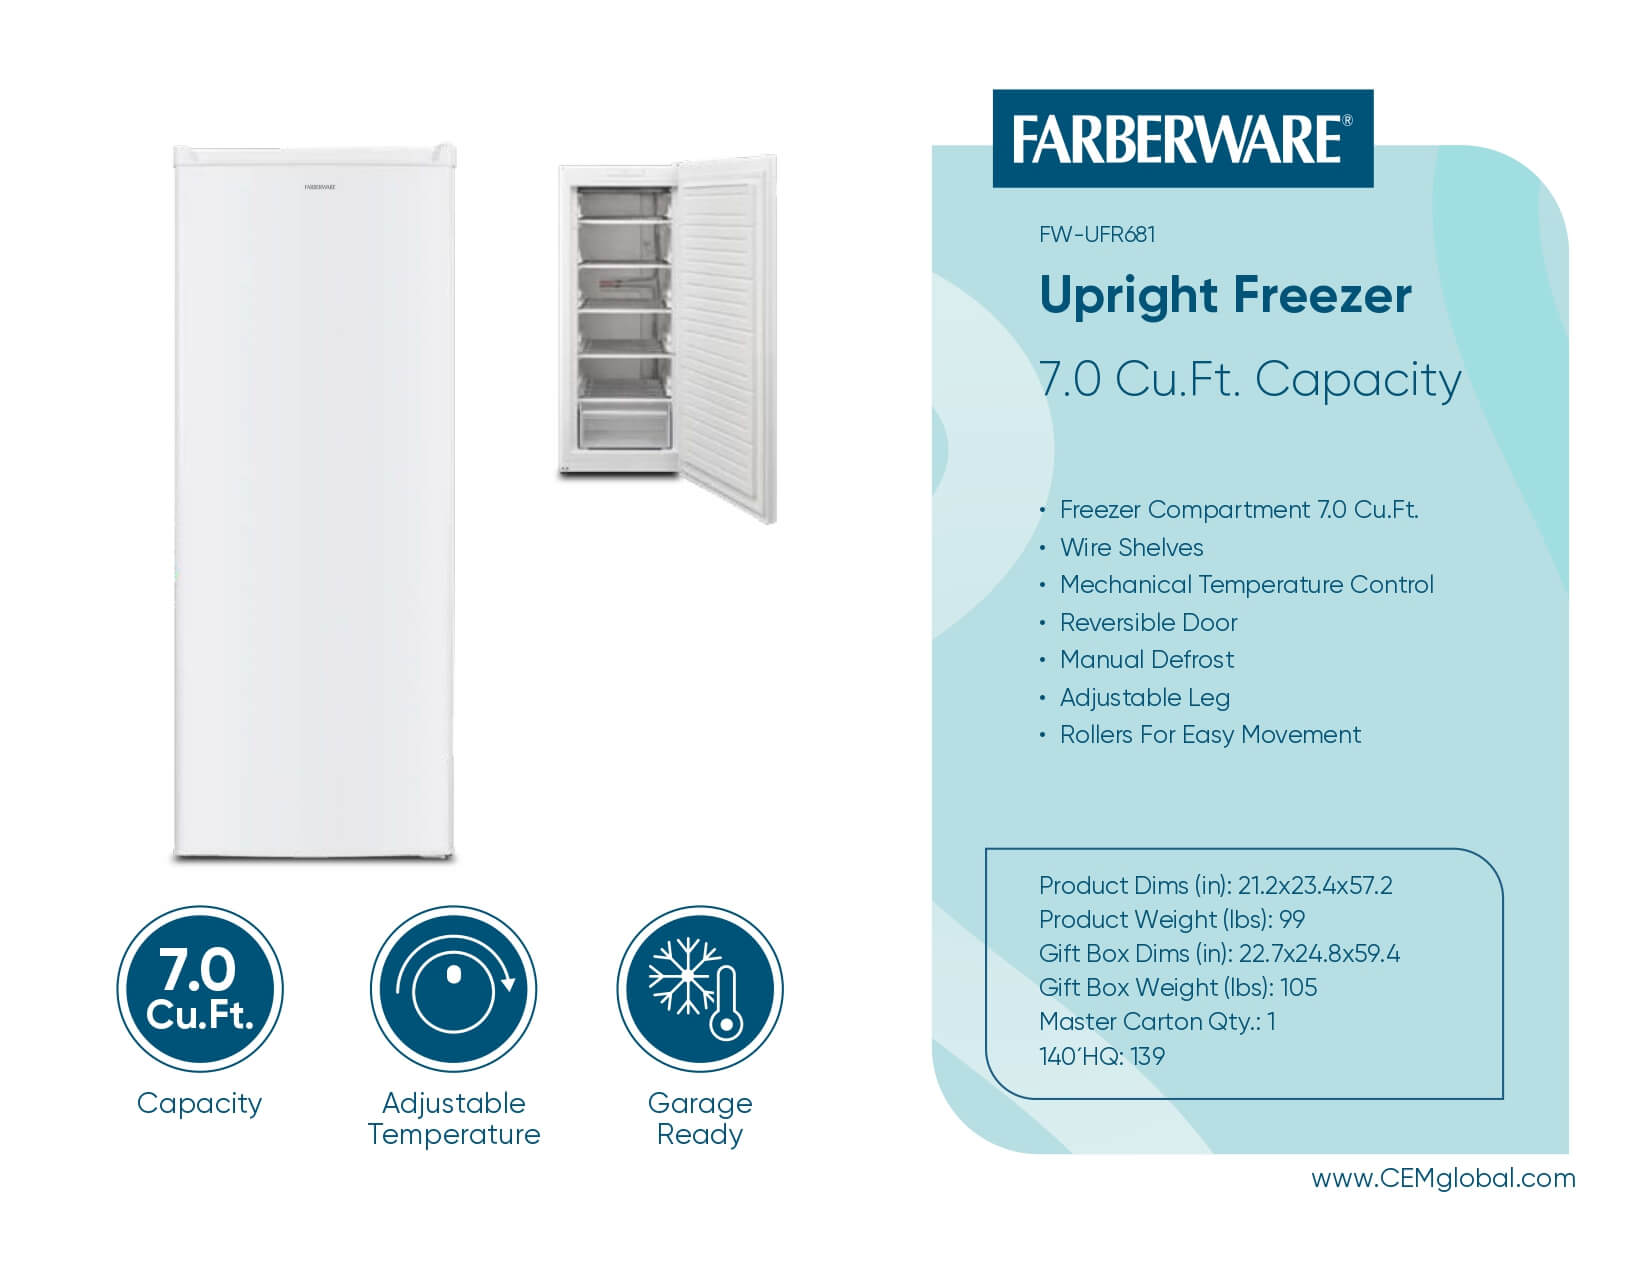 FARBERWARE
FARBERWARE®
FW-UFR681
Upright Freezer
7.0 Cu.Ft. Capacity
• Freezer Compartment 7.0 Cu.Ft.
• Wire Shelves
• Mechanical Temperature Control
• Reversible Door
• Manual Defrost
• Adjustable Leg
• Rollers For Easy Movement
Product Dims (in): 21.2x23.4x57.2
Product Weight (lbs): 99
Gift Box Dims (in): 22.7x24.8x59.4
Gift Box Weight (lbs): 105
Master Carton Qty.: 1
140´HQ: 139
7.0
Cu.Ft.
Capacity
Adjustable
Temperature
Garage
Ready
www.CEMglobal.com